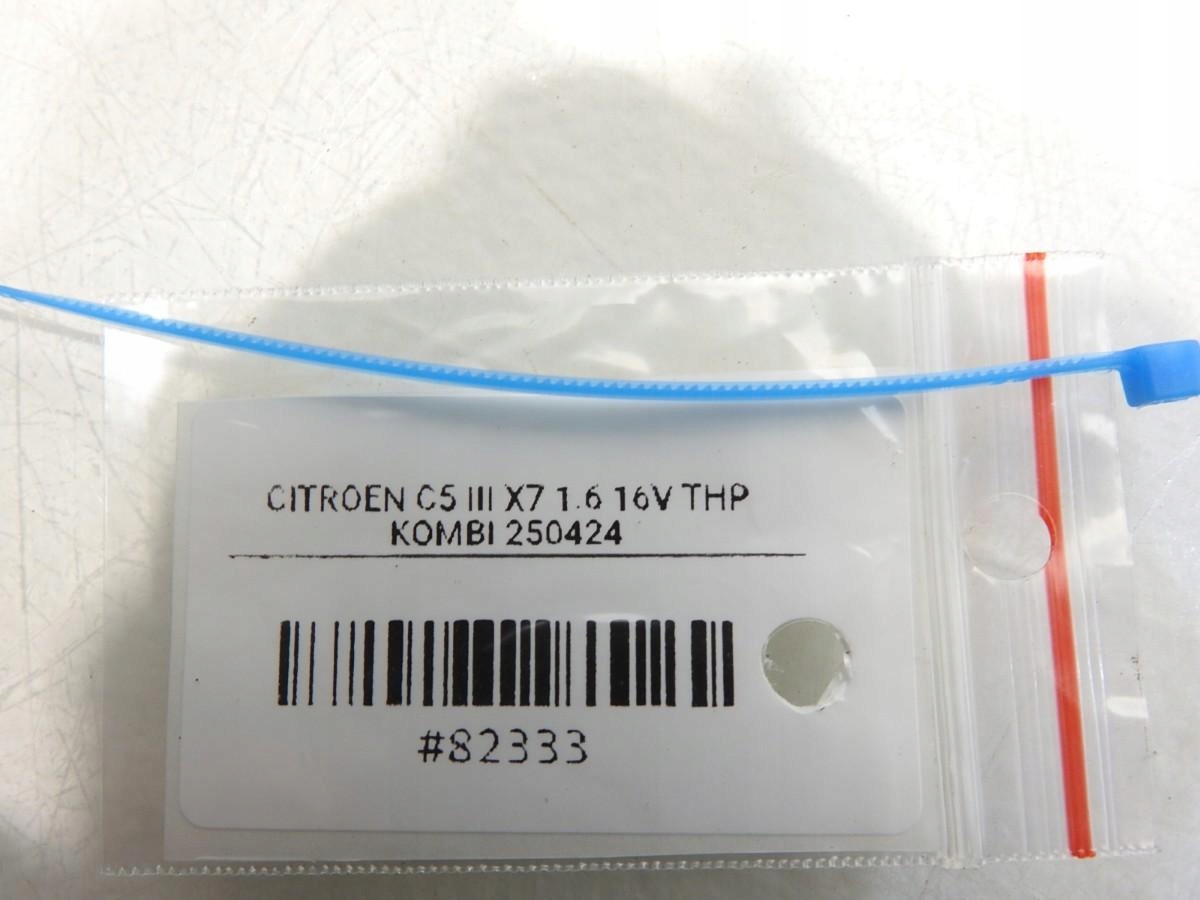 CITROEN C5 III X7 1.6 16V THP
KOMBI 250424
#82333